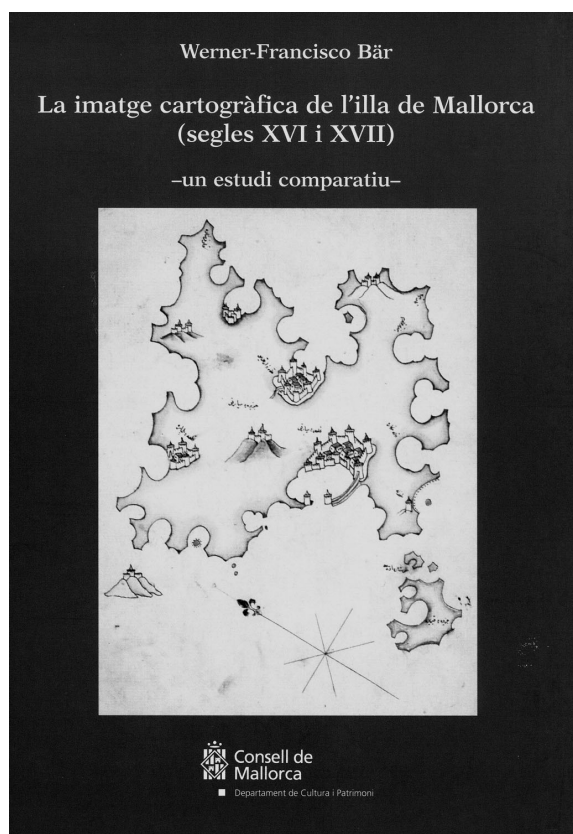 Werner-Francisco Bär
La imatge cartogràfica de l'illa de Mallorca
(segles XVI i XVII)
–un estudi comparatiu–
Consell de
Mallorca
Departament de Cultura i Patrimoni